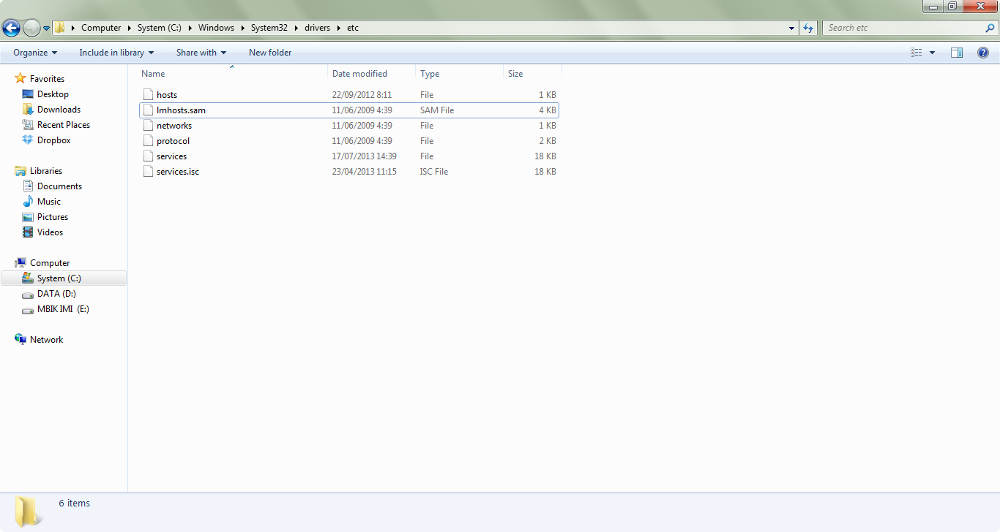 Computer System (C:) Windows System32 drivers etc Search etc
Organize Include in library Share with New folder
Favorites
Desktop
Downloads
Recent Places
Dropbox
Libraries
Documents
Music
Pictures
Videos
Computer
System (C:)
DATA (D:)
MBIK IMI (E:)
Network
Name Date modified Type Size
hosts 22/09/2012 8:11 File 1 KB
lmhosts.sam 11/06/2009 4:39 SAM File 4 KB
networks 11/06/2009 4:39 File 1 KB
protocol 11/06/2009 4:39 File 2 KB
services 17/07/2013 14:39 File 18 KB
services.isc 23/04/2013 11:15 ISC File 18 KB
6 items